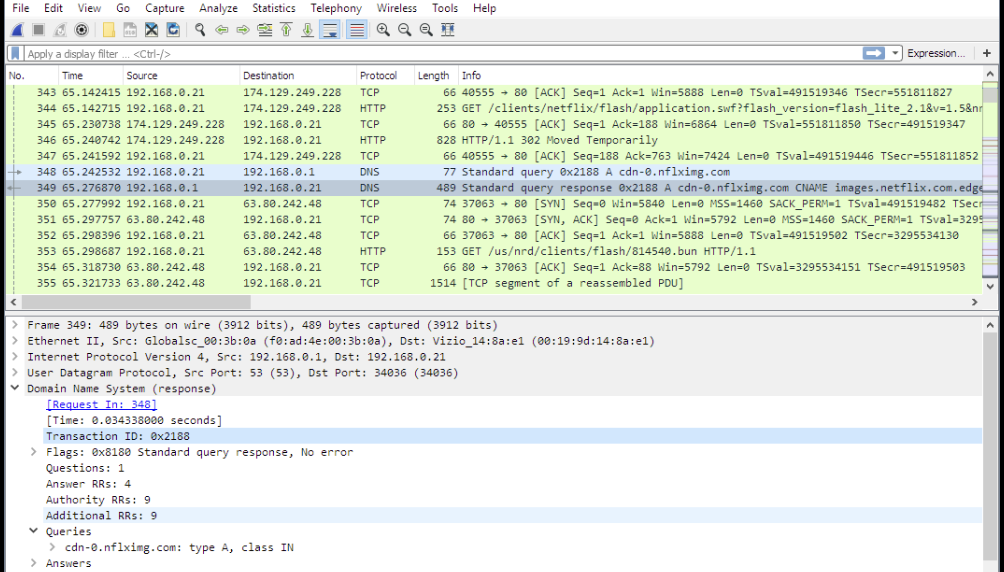 File Edit View Go Capture Analyze Statistics Telephony Wireless Tools Help
Apply a display filter ... <Ctrl-/> Expression... +
No. Time Source Destination Protocol Length Info
343 65.142415 192.168.0.21 174.129.249.228 TCP 66 40555 → 80 [ACK] Seq=1 Ack=1 Win=5888 Len=0 TSval=491519346 TSecr=551811827
344 65.142715 192.168.0.21 174.129.249.228 HTTP 253 GET /clients/netflix/flash/application.swf?flash_version=flash_lite_2.1&v=1.5&nr
345 65.230738 174.129.249.228 192.168.0.21 TCP 66 80 → 40555 [ACK] Seq=1 Ack=188 Win=6864 Len=0 TSval=551811850 TSecr=491519347
346 65.240742 174.129.249.228 192.168.0.21 HTTP 828 HTTP/1.1 302 Moved Temporarily
347 65.241592 192.168.0.21 174.129.249.228 TCP 66 40555 → 80 [ACK] Seq=188 Ack=763 Win=7424 Len=0 TSval=491519446 TSecr=551811852
348 65.242532 192.168.0.21 192.168.0.1 DNS 77 Standard query 0x2188 A cdn-0.nflximg.com
349 65.276870 192.168.0.1 192.168.0.21 DNS 489 Standard query response 0x2188 A cdn-0.nflximg.com CNAME images.netflix.com.edge
350 65.277992 192.168.0.21 63.80.242.48 TCP 74 37063 → 80 [SYN] Seq=0 Win=5840 Len=0 MSS=1460 SACK_PERM=1 TSval=491519482 TSecr
351 65.297757 63.80.242.48 192.168.0.21 TCP 74 80 → 37063 [SYN, ACK] Seq=0 Ack=1 Win=5792 Len=0 MSS=1460 SACK_PERM=1 TSval=3295
352 65.298396 192.168.0.21 63.80.242.48 TCP 66 37063 → 80 [ACK] Seq=1 Ack=1 Win=5888 Len=0 TSval=491519502 TSecr=3295534130
353 65.298687 192.168.0.21 63.80.242.48 HTTP 153 GET /us/nrd/clients/flash/814540.bun HTTP/1.1
354 65.318730 63.80.242.48 192.168.0.21 TCP 66 80 → 37063 [ACK] Seq=1 Ack=88 Win=5792 Len=0 TSval=3295534151 TSecr=491519503
355 65.321733 63.80.242.48 192.168.0.21 TCP 1514 [TCP segment of a reassembled PDU]
Frame 349: 489 bytes on wire (3912 bits), 489 bytes captured (3912 bits)
Ethernet II, Src: Globalsc_00:3b:0a (f0:ad:4e:00:3b:0a), Dst: Vizio_14:8a:e1 (00:19:9d:14:8a:e1)
Internet Protocol Version 4, Src: 192.168.0.1, Dst: 192.168.0.21
User Datagram Protocol, Src Port: 53 (53), Dst Port: 34036 (34036)
Domain Name System (response)
[Request In: 348]
[Time: 0.034338000 seconds]
Transaction ID: 0x2188
Flags: 0x8180 Standard query response, No error
Questions: 1
Answer RRs: 4
Authority RRs: 9
Additional RRs: 9
Queries
cdn-0.nflximg.com: type A, class IN
Answers